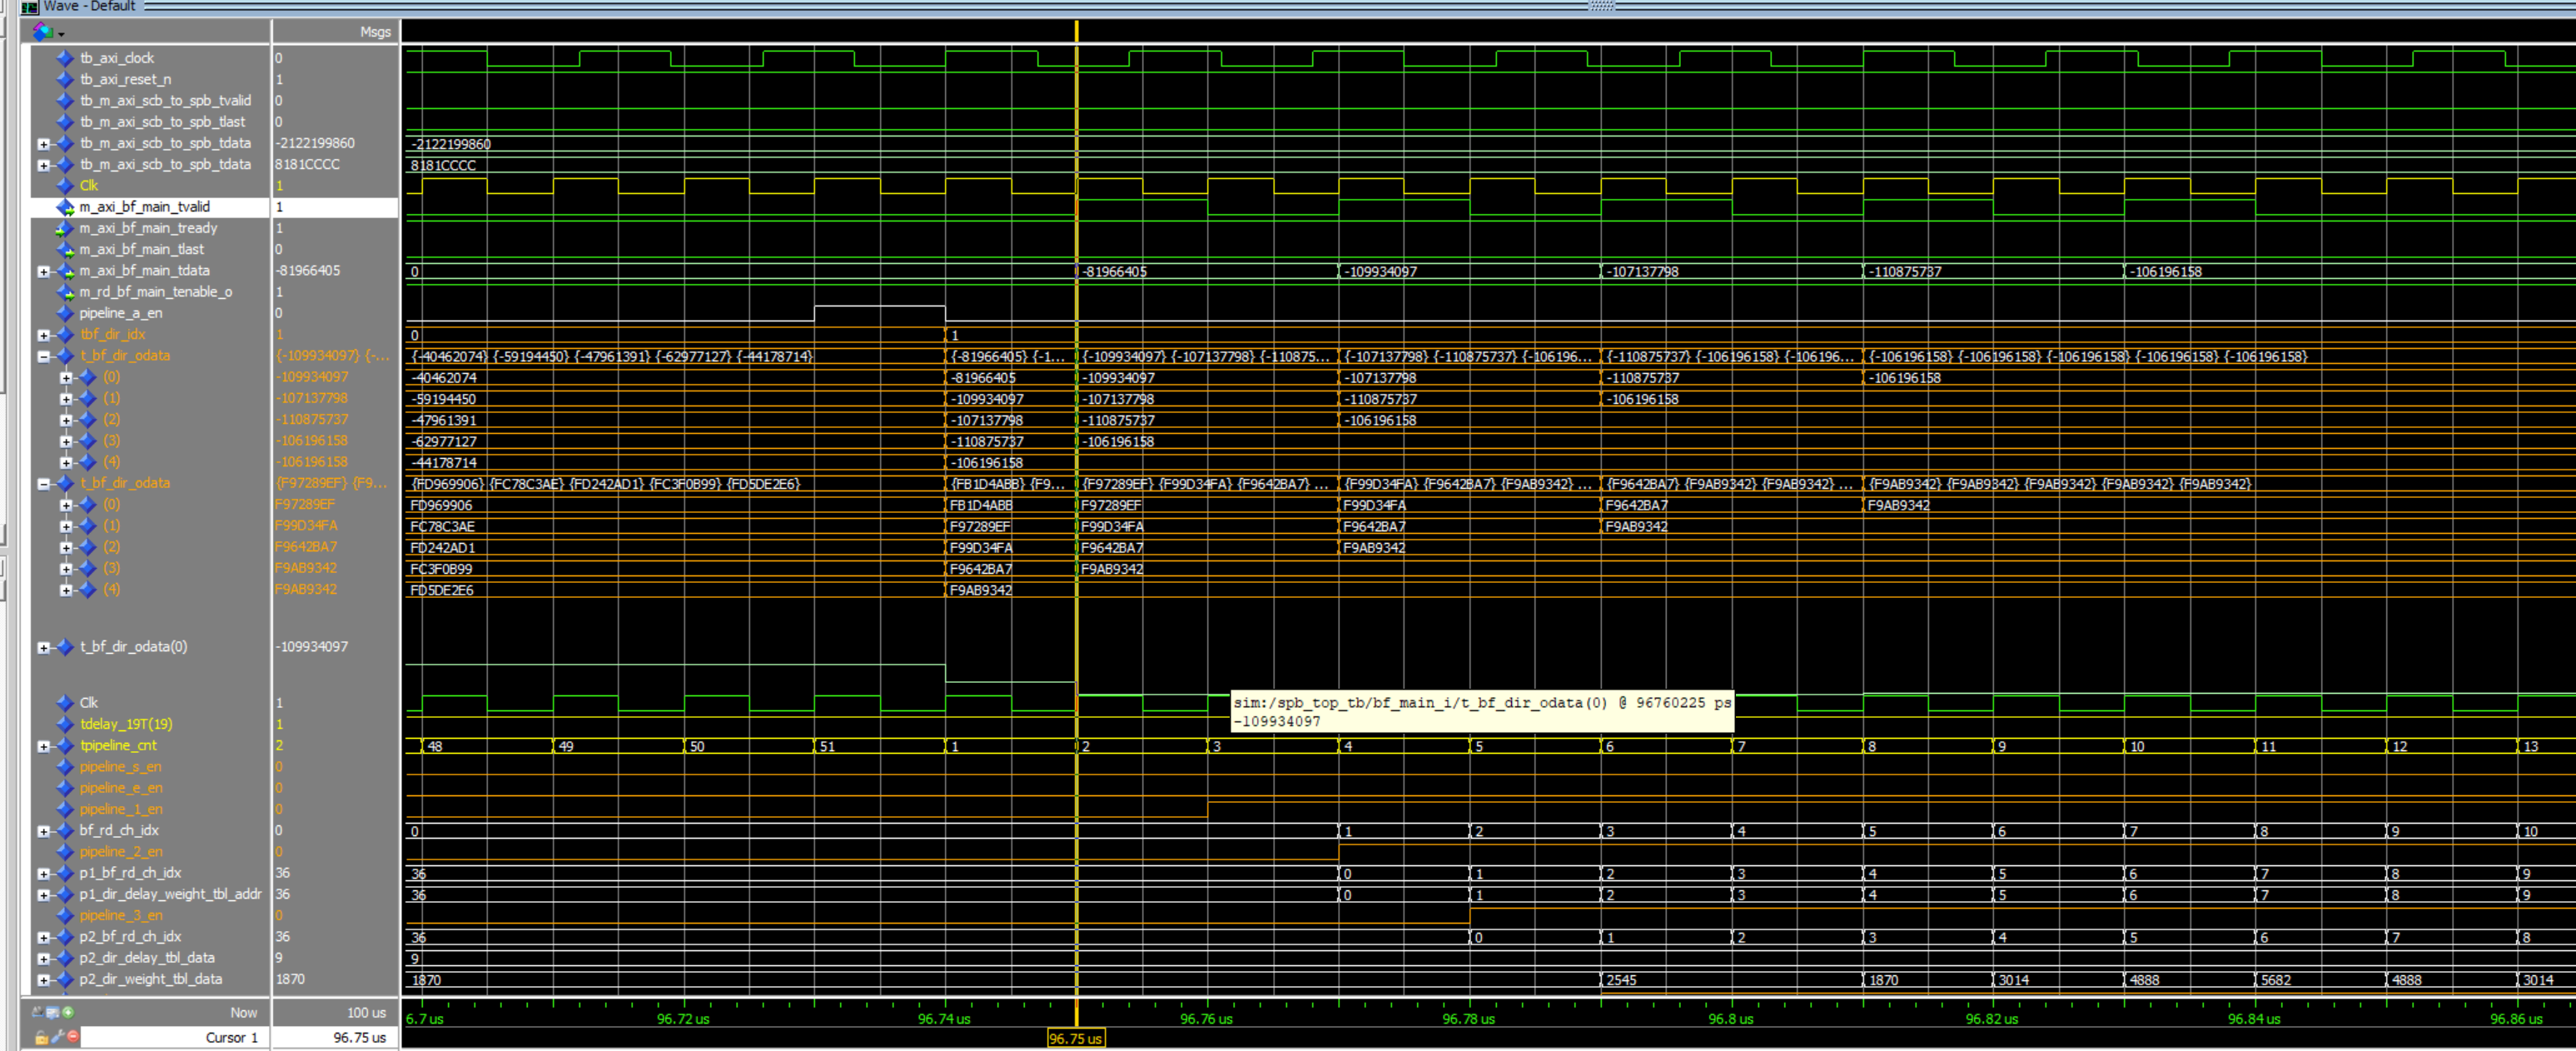 Wave - Default
Msgs
tb_axi_clock 0
tb_axi_reset_n 1
tb_m_axi_scb_to_spb_tvalid 0
tb_m_axi_scb_to_spb_tlast 0
tb_m_axi_scb_to_spb_tdata -2122199860 -2122199860
tb_m_axi_scb_to_spb_tdata 8181CCCC 8181CCCC
Clk 1
m_axi_bf_main_tvalid 1
m_axi_bf_main_tready 1
m_axi_bf_main_tlast 0
m_axi_bf_main_tdata -81966405 0 -81966405 -109934097 -107137798 -110875737 -106196158
m_rd_bf_main_tenable_o 1
pipeline_a_en 0
tbf_dir_idx 1 0 1
t_bf_dir_odata {-109934097} {-... {-40462074} {-59194450} {-47961391} {-62977127} {-44178714} {-81966405} {-1... {-109934097} {-107137798} {-110875... {-107137798} {-110875737} {-106196... {-110875737} {-106196158} {-106196... {-106196158} {-106196158} {-106196158} {-106196158} {-106196158}
(0) -109934097 -40462074 -81966405 -109934097 -107137798 -110875737 -106196158
(1) -107137798 -59194450 -109934097 -107137798 -110875737 -106196158
(2) -110875737 -47961391 -107137798 -110875737 -106196158
(3) -106196158 -62977127 -110875737 -106196158
(4) -106196158 -44178714 -106196158
t_bf_dir_odata {F97289EF} {F9... {FD969906} {FC78C3AE} {FD242AD1} {FC3F0B99} {FD5DE2E6} {FB1D4ABB} {F9... {F97289EF} {F99D34FA} {F9642BA7} ... {F99D34FA} {F9642BA7} {F9AB9342} ... {F9642BA7} {F9AB9342} {F9AB9342} ... {F9AB9342} {F9AB9342} {F9AB9342} {F9AB9342} {F9AB9342}
(0) F97289EF FD969906 FB1D4ABB F97289EF F99D34FA F9642BA7 F9AB9342
(1) F99D34FA FC78C3AE F97289EF F99D34FA F9642BA7 F9AB9342
(2) F9642BA7 FD242AD1 F99D34FA F9642BA7 F9AB9342
(3) F9AB9342 FC3F0B99 F9642BA7 F9AB9342
(4) F9AB9342 FD5DE2E6 F9AB9342
t_bf_dir_odata(0) -109934097
Clk 1
sim:/spb_top_tb/bf_main_i/t_bf_dir_odata(0) @ 96760225 ps
-109934097
tdelay_19T(19) 1
tpipeline_cnt 2 48 49 50 51 1 2 3 4 5 6 7 8 9 10 11 12 13
pipeline_s_en 0
pipeline_e_en 0
pipeline_1_en 0
bf_rd_ch_idx 0 0 1 2 3 4 5 6 7 8 9 10
pipeline_2_en 0
p1_bf_rd_ch_idx 36 36 0 1 2 3 4 5 6 7 8 9
p1_dir_delay_weight_tbl_addr 36 36 0 1 2 3 4 5 6 7 8 9
pipeline_3_en 0
p2_bf_rd_ch_idx 36 36 0 1 2 3 4 5 6 7 8
p2_dir_delay_tbl_data 9 9
p2_dir_weight_tbl_data 1870 1870 2545 1870 3014 4888 5682 4888 3014
Now 100 us 6.7 us 96.72 us 96.74 us 96.76 us 96.78 us 96.8 us 96.82 us 96.84 us 96.86 us
Cursor 1 96.75 us 96.75 us